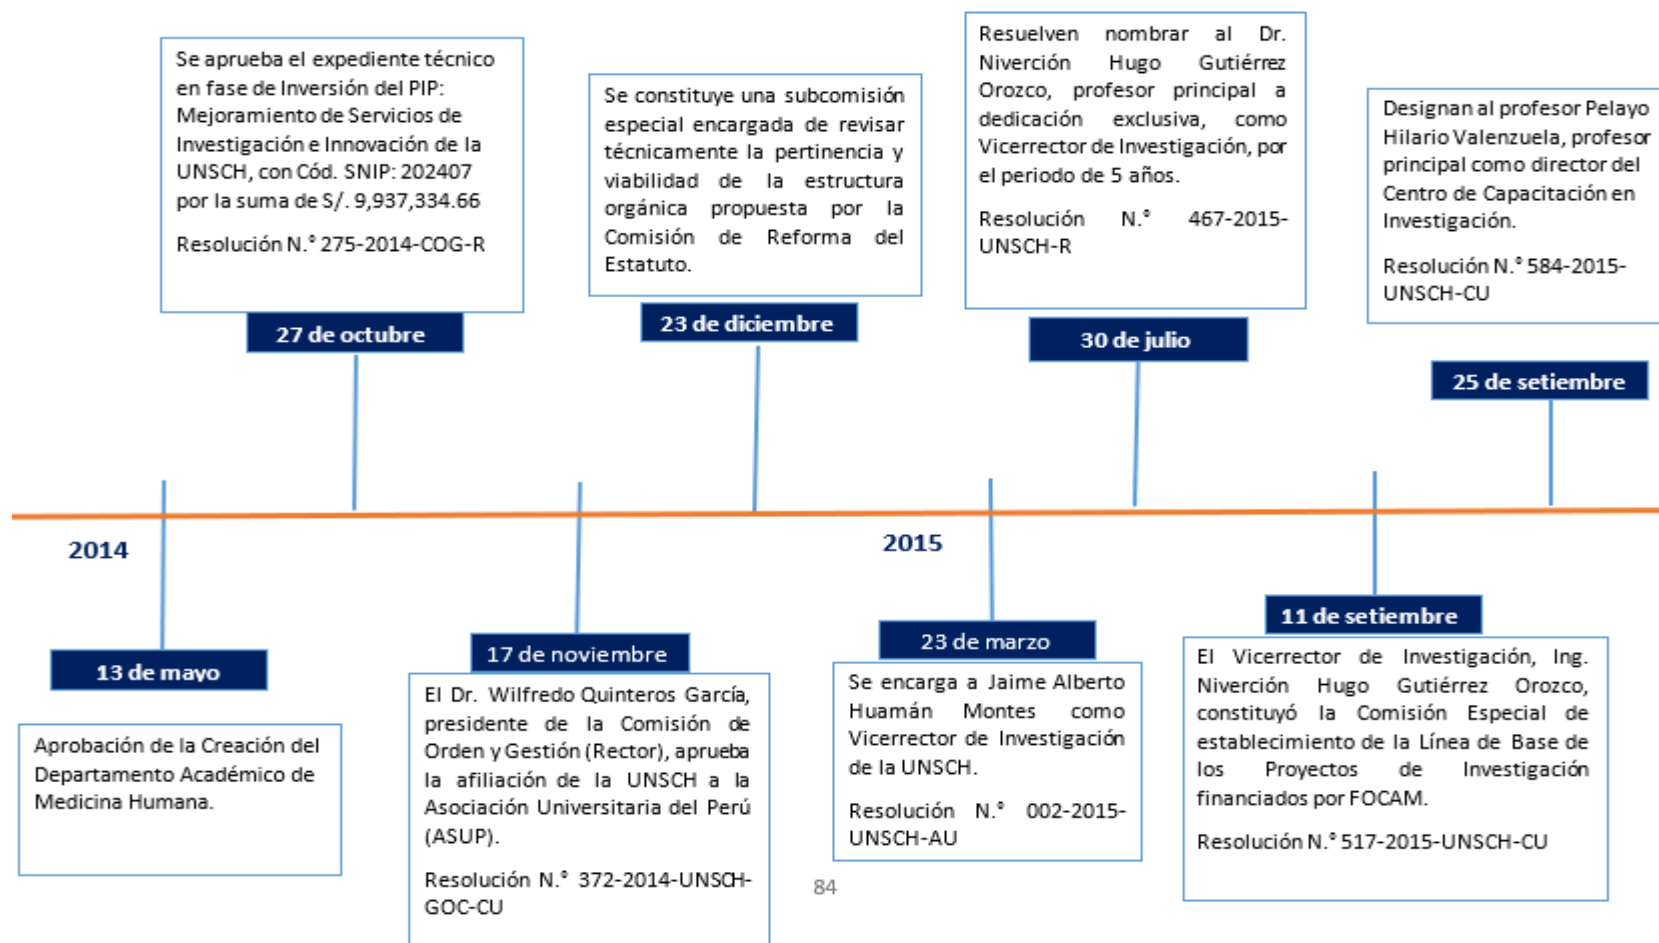 Se aprueba el expediente técnico
en fase de Inversión del PIP:
Mejoramiento de Servicios de
Investigación e Innovación de la
UNSCH, con Cód. SNIP: 202407
por la suma de S/. 9,937,334.66
Resolución N.° 275-2014-COG-R
27 de octubre
Se constituye una subcomisión
especial encargada de revisar
técnicamente la pertinencia y
viabilidad de la estructura
orgánica propuesta por la
Comisión de Reforma del
Estatuto.
23 de diciembre
Resuelven nombrar al Dr.
Niverción Hugo Gutiérrez
Orozco, profesor principal a
dedicación exclusiva, como
Vicerrector de Investigación, por
el periodo de 5 años.
Resolución N.° 467-2015-
UNSCH-R
30 de julio
Designan al profesor Pelayo
Hilario Valenzuela, profesor
principal como director del
Centro de Capacitación en
Investigación.
Resolución N.° 584-2015-
UNSCH-CU
25 de setiembre
2014
2015
13 de mayo
Aprobación de la Creación del
Departamento Académico de
Medicina Humana.
17 de noviembre
El Dr. Wilfredo Quinteros García,
presidente de la Comisión de
Orden y Gestión (Rector), aprueba
la afiliación de la UNSCH a la
Asociación Universitaria del Perú
(ASUP).
Resolución N.° 372-2014-UNSCH-
GOC-CU
23 de marzo
Se encarga a Jaime Alberto
Huamán Montes como
Vicerrector de Investigación
de la UNSCH.
Resolución N.° 002-2015-
UNSCH-AU
11 de setiembre
El Vicerrector de Investigación, Ing.
Niverción Hugo Gutiérrez Orozco,
constituyó la Comisión Especial de
establecimiento de la Línea de Base de
los Proyectos de Investigación
financiados por FOCAM.
Resolución N.° 517-2015-UNSCH-CU
84